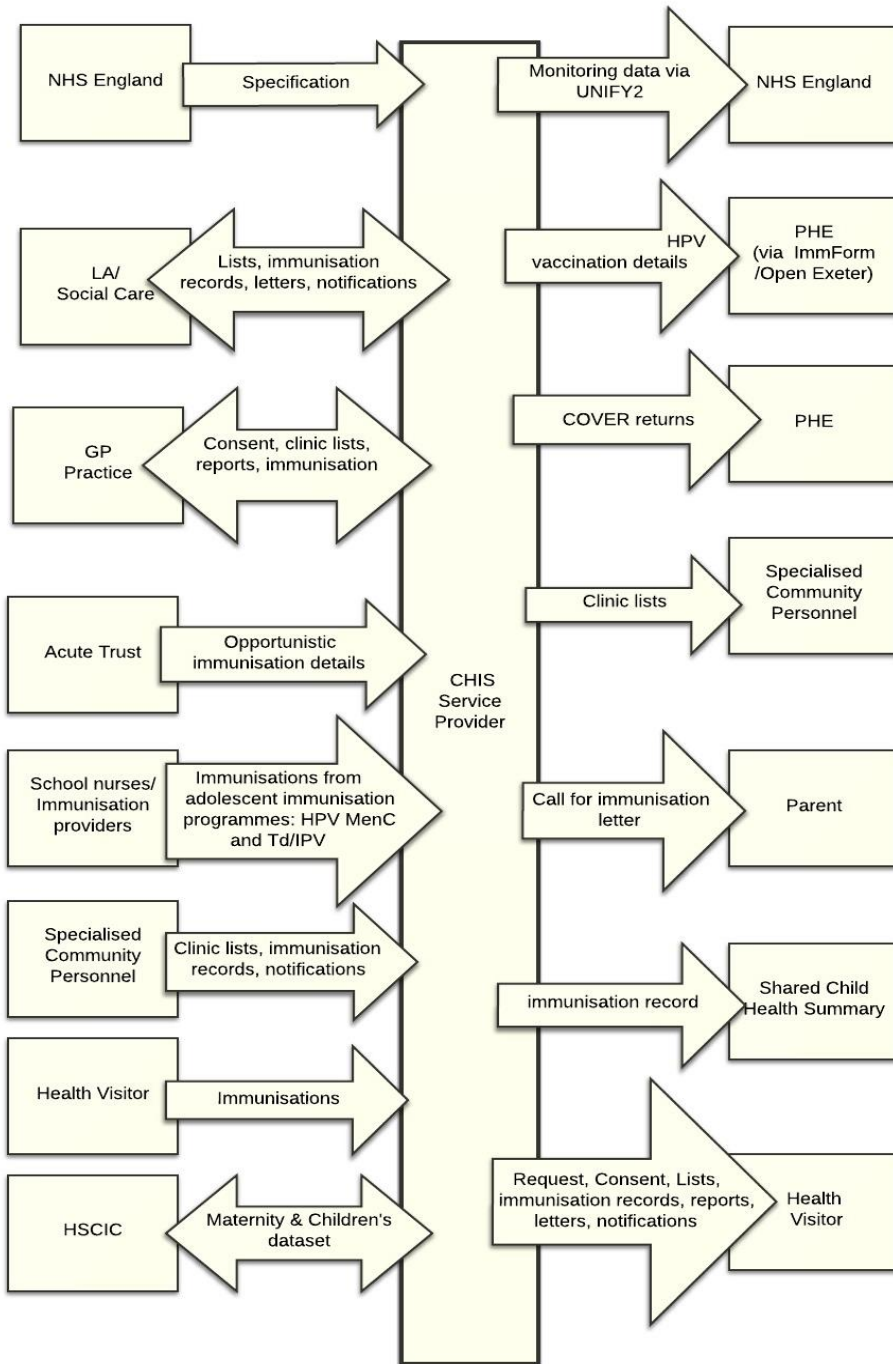 NHS England
Specification
Monitoring data via
UNIFY2
NHS England
LA/
Social Care
Lists, immunisation
records, letters, notifications
HPV
vaccination details
PHE
(via ImmForm
/Open Exeter)
GP
Practice
Consent, clinic lists,
reports, immunisation
COVER returns
PHE
Clinic lists
Specialised
Community
Personnel
Acute Trust
Opportunistic
immunisation details
CHIS
Service
Provider
School nurses/
Immunisation
providers
Immunisations from
adolescent immunisation
programmes: HPV MenC
and Td/IPV
Call for immunisation
letter
Parent
Specialised
Community
Personnel
Clinic lists, immunisation
records, notifications
immunisation record
Shared Child
Health Summary
Health Visitor
Immunisations
HSCIC
Maternity & Children's
dataset
Request, Consent, Lists,
immunisation records, reports,
letters, notifications
Health
Visitor